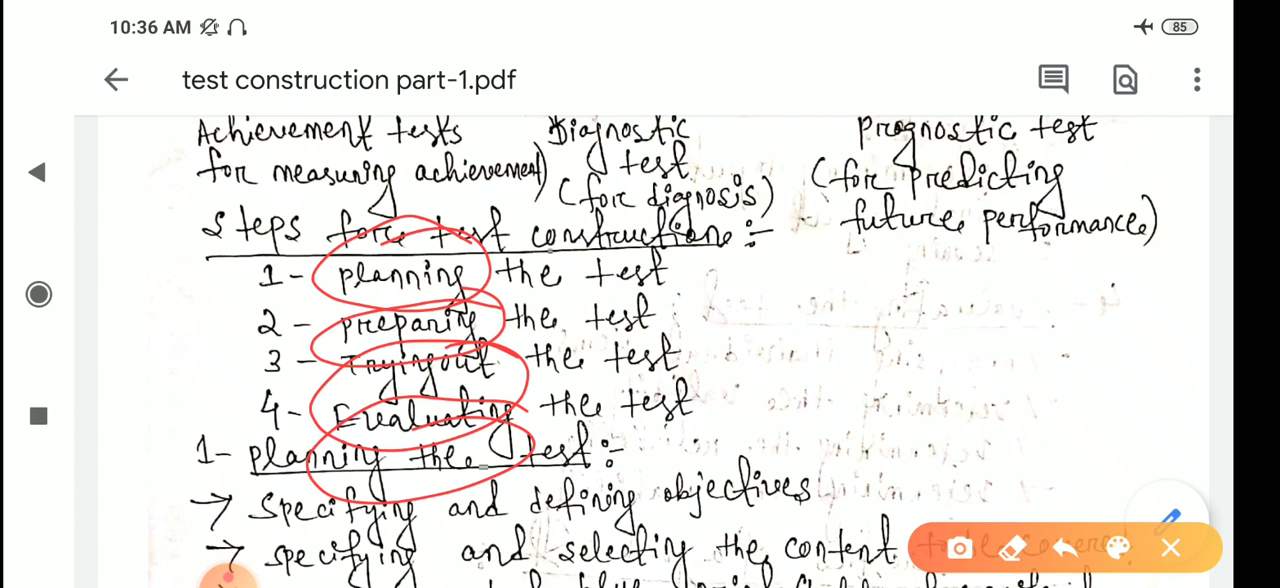 10:36 AM
85
test construction part-1.pdf
Achievement tests
for measuring achievement)
Diagnostic
test
(for diagnosis)
Prognostic test
(for predicting
future performance)
Steps for test construction:-
1- planning the test
2- preparing the test
3- Trying out the test
4- Evaluating the test
1- planning the test:-
→ specifying and defining objectives
→ specifying and selecting the content